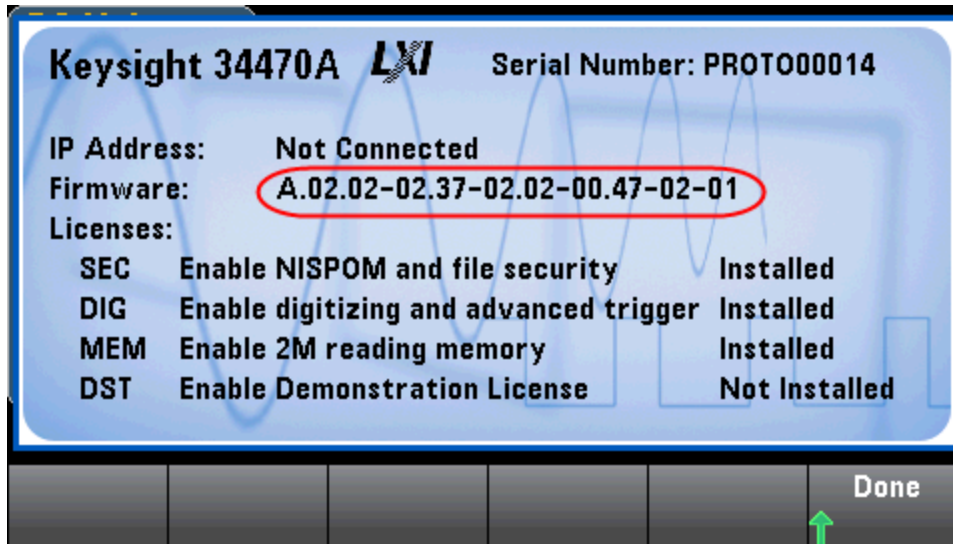 Keysight 34470A LXI Serial Number: PROTO00014
IP Address: Not Connected
Firmware: A.02.02-02.37-02.02-00.47-02-01
Licenses:
SEC Enable NISPOM and file security Installed
DIG Enable digitizing and advanced trigger Installed
MEM Enable 2M reading memory Installed
DST Enable Demonstration License Not Installed
Done